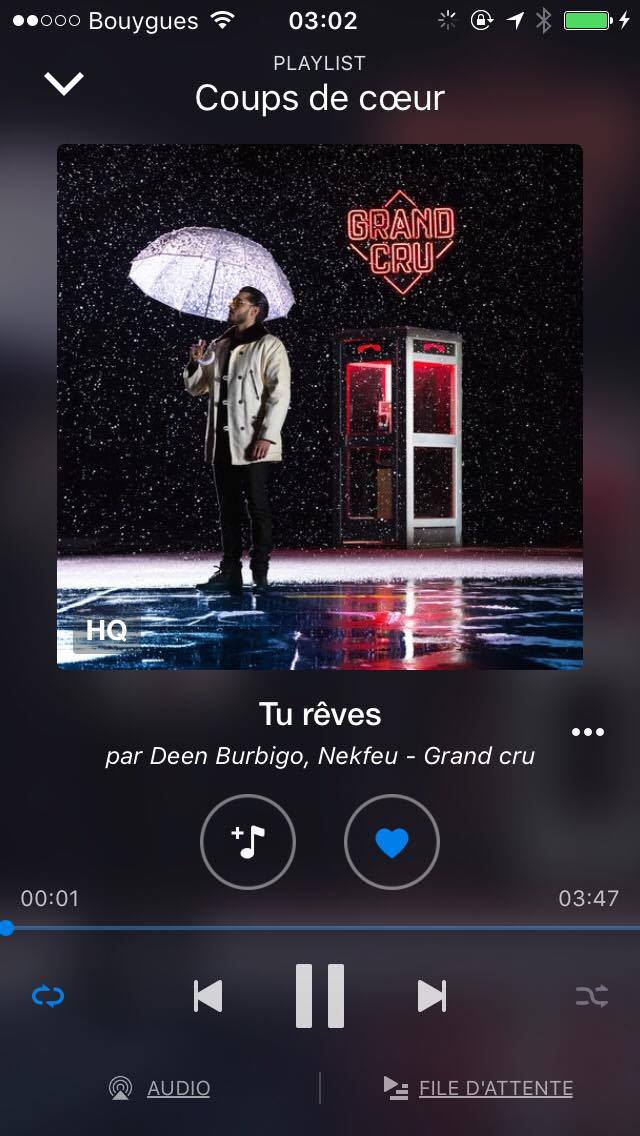 Bouygues 03:02
PLAYLIST
Coups de cœur
GRAND
CRU
HQ
Tu rêves
par Deen Burbigo, Nekfeu - Grand cru
00:01 03:47
AUDIO FILE D'ATTENTE